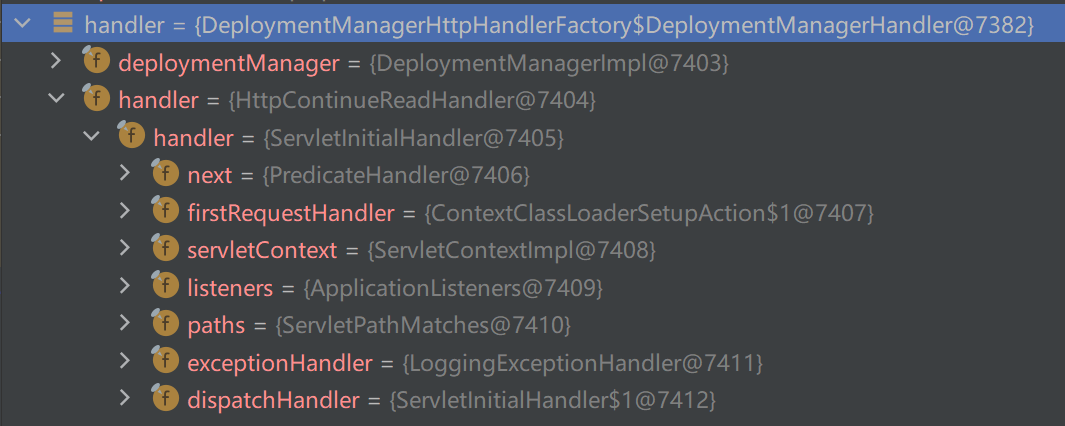 handler = {DeploymentManagerHttpHandlerFactory$DeploymentManagerHandler@7382}
f deploymentManager = {DeploymentManagerImpl@7403}
f handler = {HttpContinueReadHandler@7404}
f handler = {ServletInitialHandler@7405}
f next = {PredicateHandler@7406}
f firstRequestHandler = {ContextClassLoaderSetupAction$1@7407}
f servletContext = {ServletContextImpl@7408}
f listeners = {ApplicationListeners@7409}
f paths = {ServletPathMatches@7410}
f exceptionHandler = {LoggingExceptionHandler@7411}
f dispatchHandler = {ServletInitialHandler$1@7412}